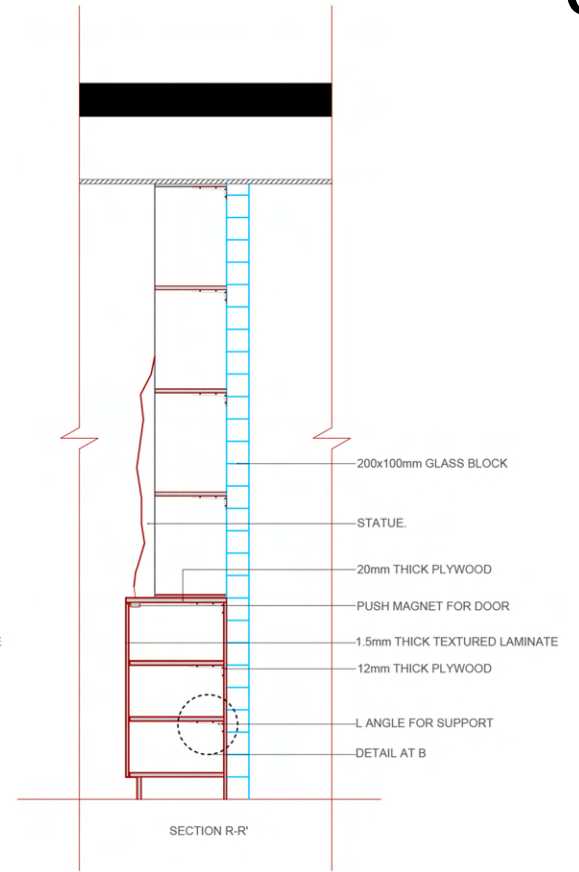 200x100mm GLASS BLOCK
STATUE.
20mm THICK PLYWOOD
PUSH MAGNET FOR DOOR
1.5mm THICK TEXTURED LAMINATE
12mm THICK PLYWOOD
L ANGLE FOR SUPPORT
DETAIL AT B
SECTION R-R'